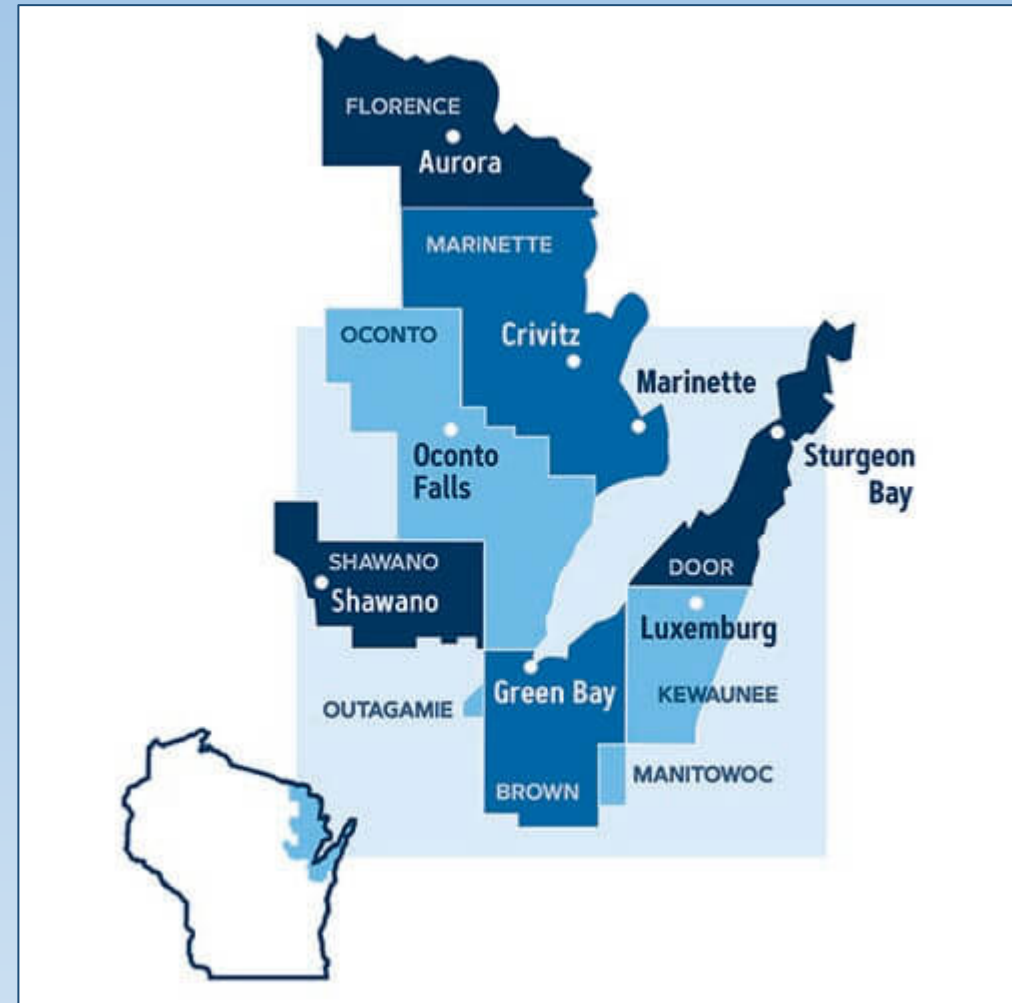 FLORENCE
Aurora
MARINETTE
OCONTO
Crivitz
Marinette
Oconto
Falls
Sturgeon
Bay
SHAWANO
Shawano
DOOR
Luxemburg
Green Bay
KEWAUNEE
OUTAGAMIE
BROWN
MANITOWOC